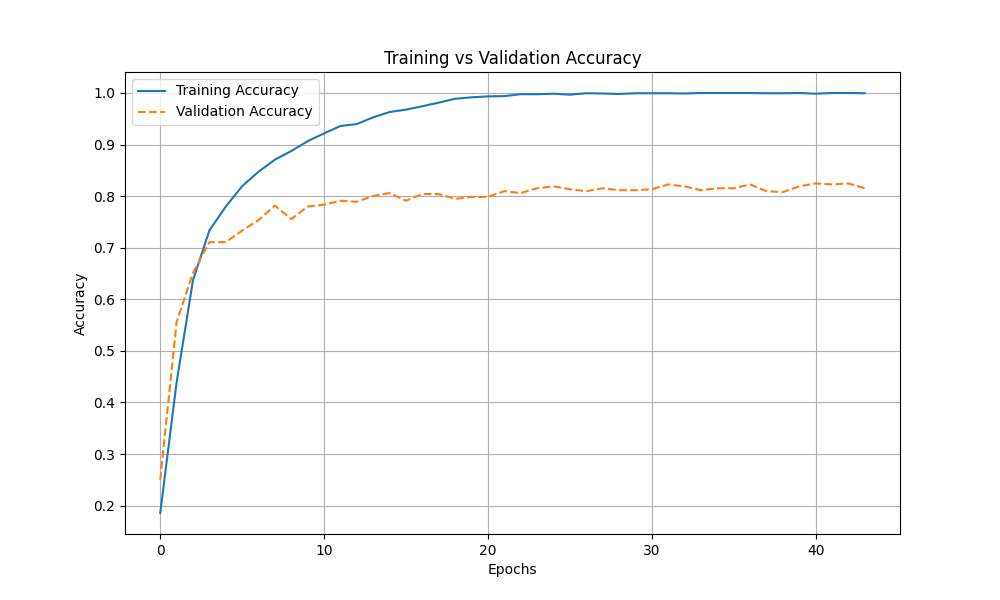 Training vs Validation Accuracy
Training Accuracy
Validation Accuracy
1.0
0.9
0.8
0.7
0.6
0.5
0.4
0.3
0.2
Accuracy
0 10 20 30 40
Epochs